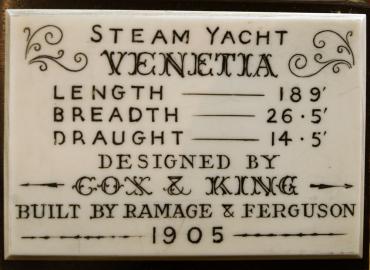 STEAM YACHT
VENETIA
LENGTH — 189'
BREADTH — 26·5'
DRAUGHT — 14·5'
DESIGNED BY
COX & KING
BUILT BY RAMAGE & FERGUSON
1905